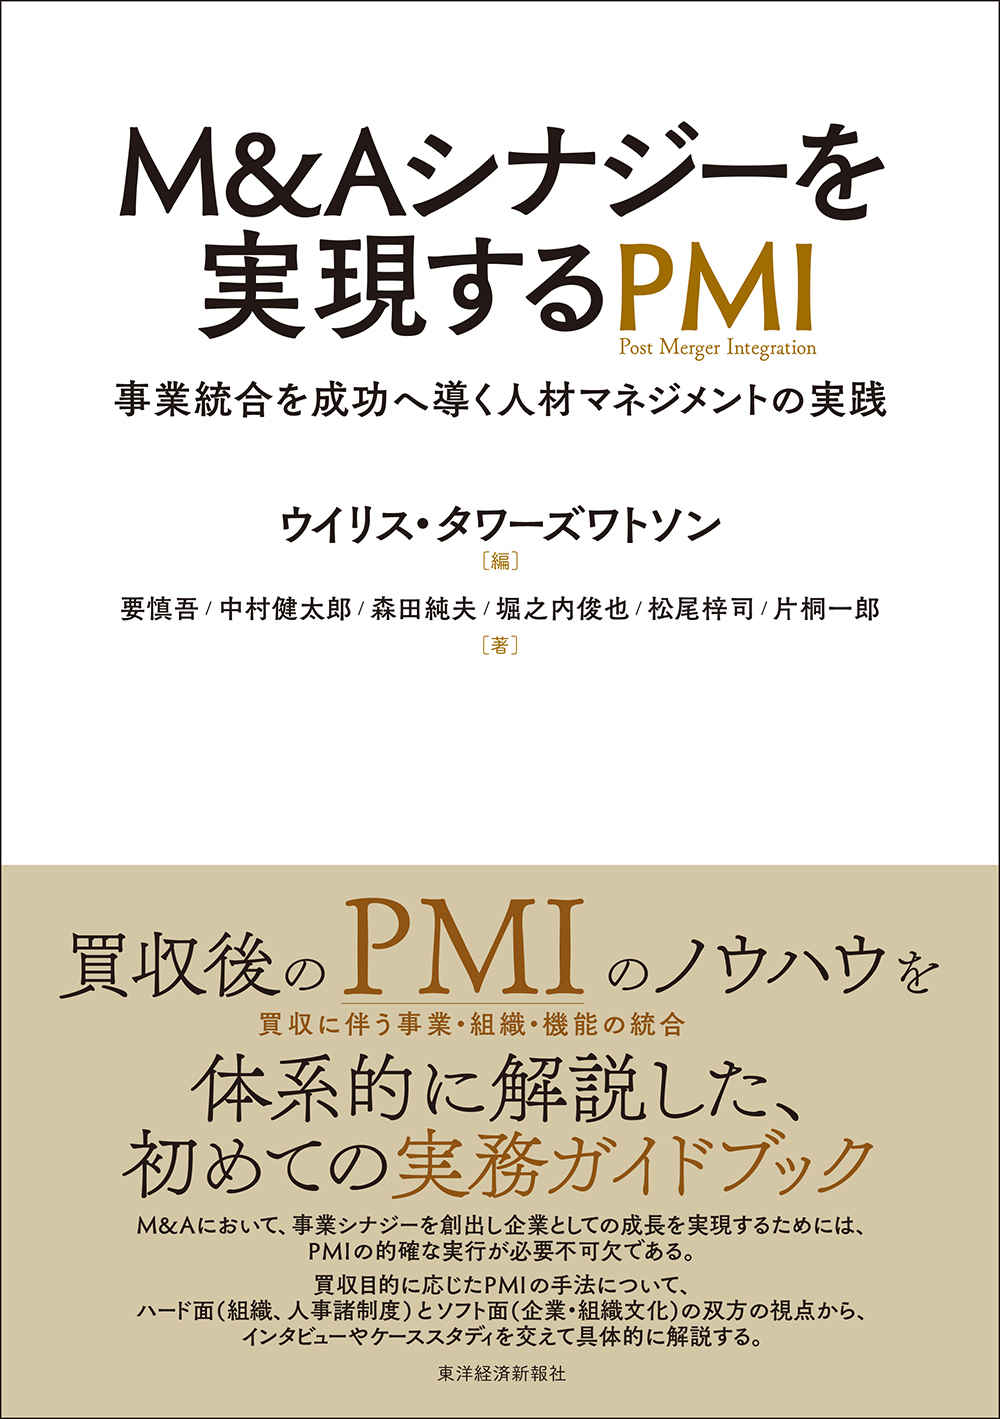 M&Aシナジーを
実現するPMI
Post Merger Integration
事業統合を成功へ導く人材マネジメントの実践
ウイリス・タワーズワトソン
［編］
要慎吾/中村健太郎/森田純夫/堀之内俊也/松尾梓司/片桐一郎
［著］
買収後のPMIのノウハウを
買収に伴う事業・組織・機能の統合
体系的に解説した、
初めての実務ガイドブック
M&Aにおいて、事業シナジーを創出し企業としての成長を実現するためには、
PMIの的確な実行が必要不可欠である。
買収目的に応じたPMIの手法について、
ハード面(組織、人事諸制度)とソフト面(企業・組織文化)の双方の視点から、
インタビューやケーススタディを交えて具体的に解説する。
東洋経済新報社